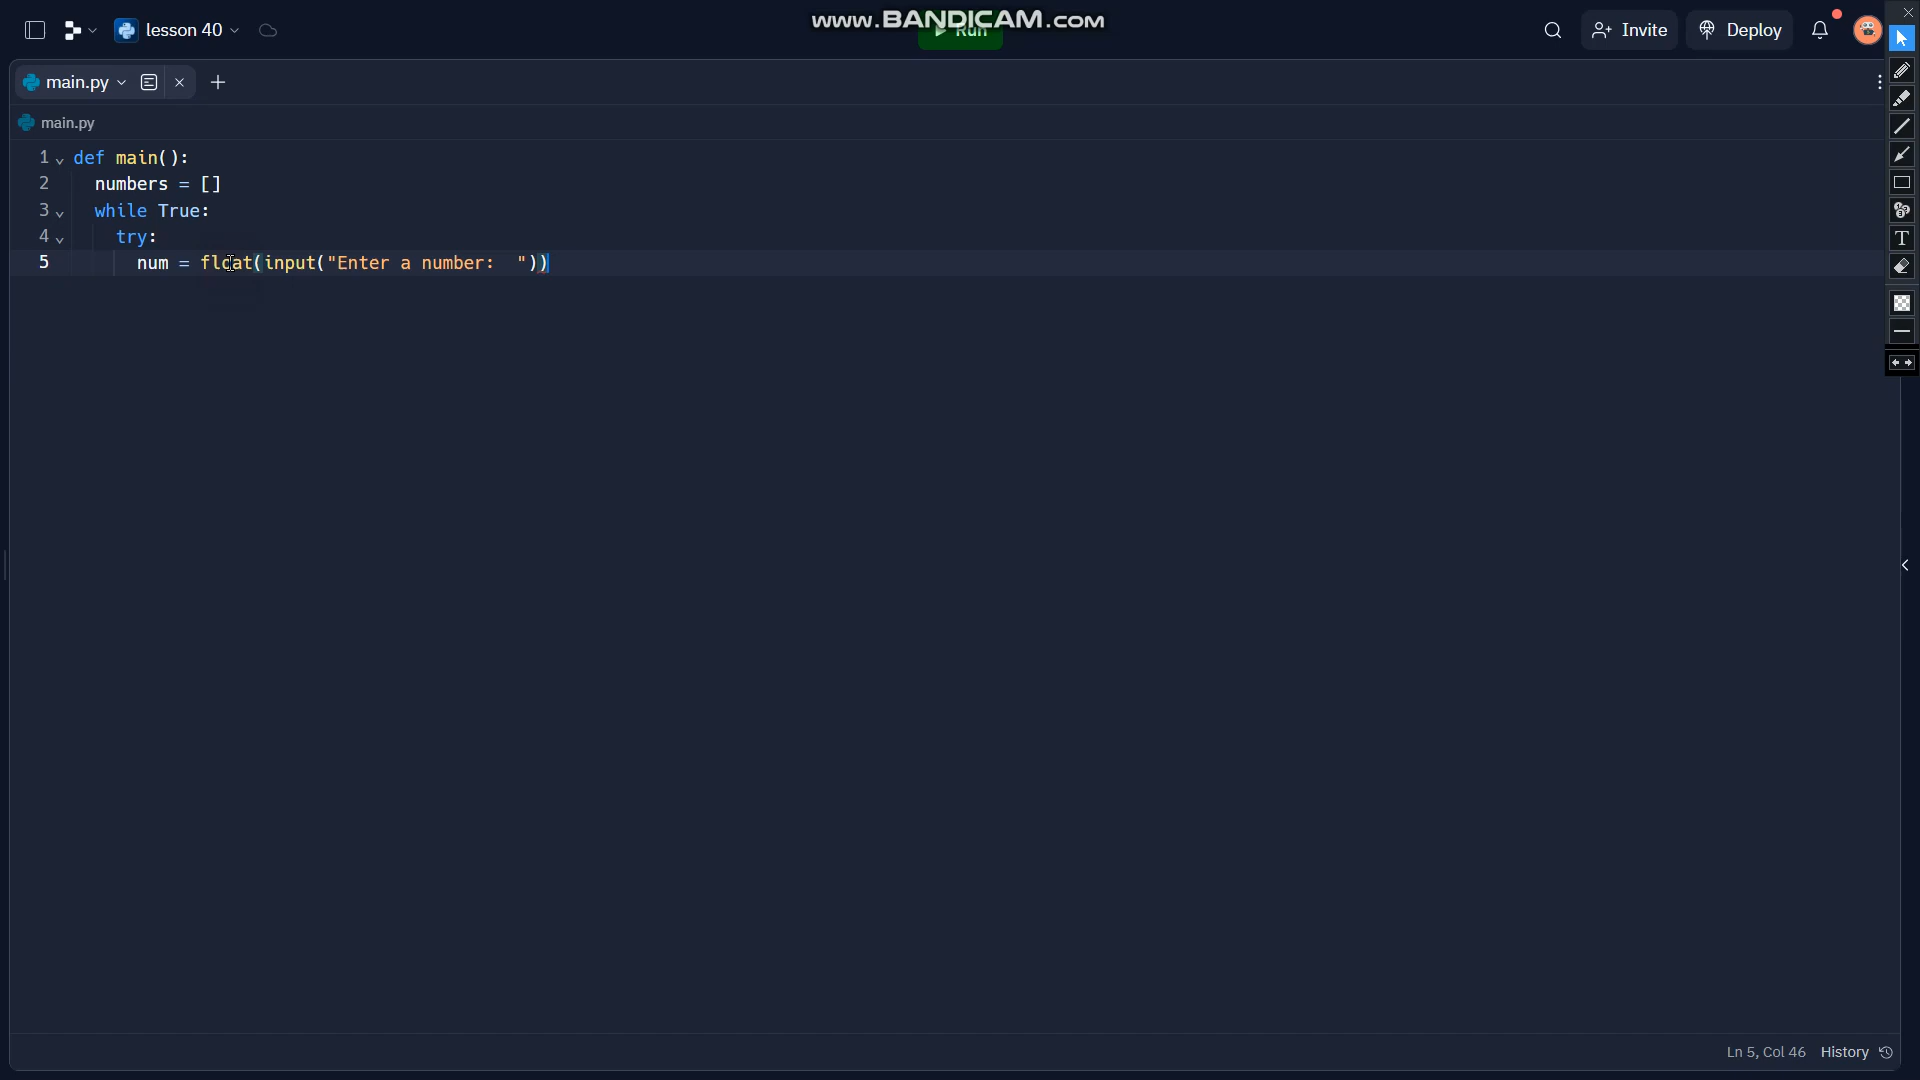 www.BANDICAM.com
lesson 40
Run
Invite
Deploy
main.py
main.py
1 def main():
2 numbers = []
3 while True:
4 try:
5 num = float(input("Enter a number:  "))
T
Ln 5, Col 46 History